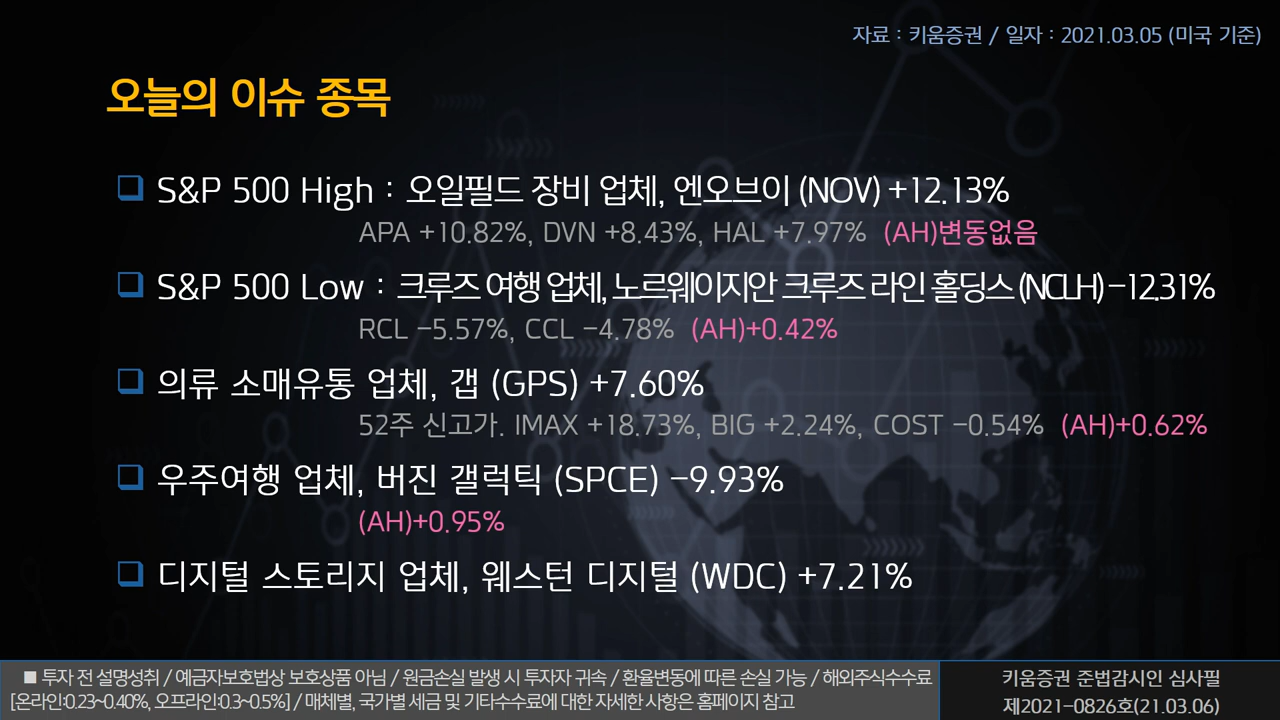 자료 : 키움증권 / 일자 : 2021.03.05 (미국 기준)
오늘의 이슈 종목
❑ S&P 500 High : 오일필드 장비 업체, 엔오브이 (NOV) +12.13%
APA +10.82%, DVN +8.43%, HAL +7.97% (AH)변동없음
❑ S&P 500 Low : 크루즈 여행 업체, 노르웨이지안 크루즈 라인 홀딩스 (NCLH) -12.31%
RCL -5.57%, CCL -4.78% (AH)+0.42%
❑ 의류 소매유통 업체, 갭 (GPS) +7.60%
52주 신고가. IMAX +18.73%, BIG +2.24%, COST -0.54% (AH)+0.62%
❑ 우주여행 업체, 버진 갤럭틱 (SPCE) -9.93%
(AH)+0.95%
❑ 디지털 스토리지 업체, 웨스턴 디지털 (WDC) +7.21%
■ 투자 전 설명성취 / 예금자보호법상 보호상품 아님 / 원금손실 발생 시 투자자 귀속 / 환율변동에 따른 손실 가능 / 해외주식수수료
[온라인:0.23~0.40%, 오프라인:0.3~0.5%] / 매체별, 국가별 세금 및 기타수수료에 대한 자세한 사항은 홈페이지 참고
키움증권 준법감시인 심사필
제2021-0826호(21.03.06)